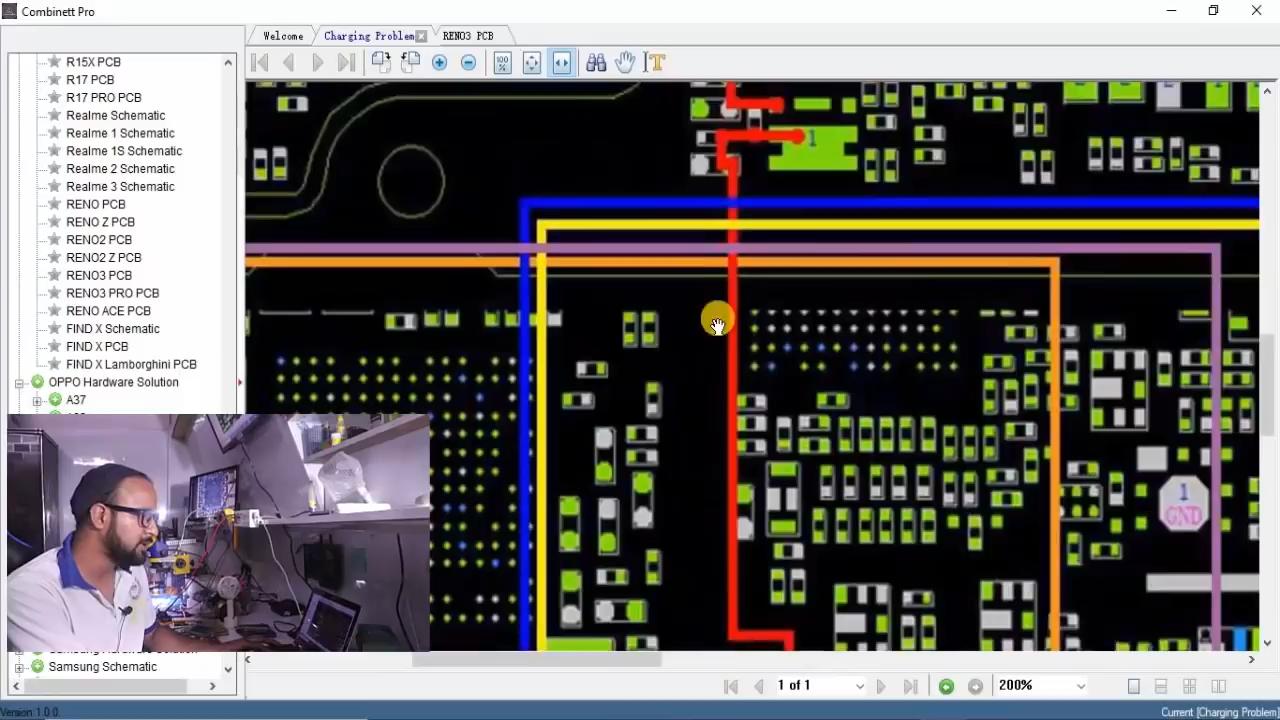 Combinett Pro
Welcome
Charging Problem
RENO3 PCB
R15X PCB
R17 PCB
R17 PRO PCB
Realme Schematic
Realme 1 Schematic
Realme 1S Schematic
Realme 2 Schematic
Realme 3 Schematic
RENO PCB
RENO Z PCB
RENO2 PCB
RENO2 Z PCB
RENO3 PCB
RENO3 PRO PCB
RENO ACE PCB
FIND X Schematic
FIND X PCB
FIND X Lamborghini PCB
OPPO Hardware Solution
A37
Samsung Schematic
100
%
T
1
1
GND
1 of 1
200%
Version 1.0.0.
Current [Charging Problem]